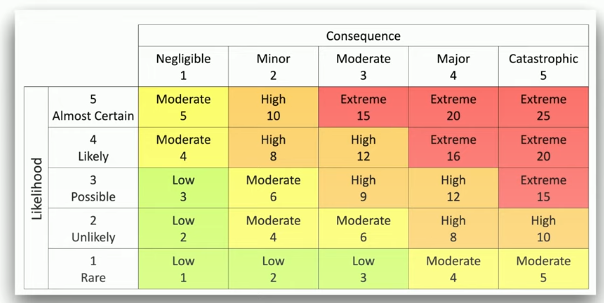 Consequence
Negligible Minor Moderate Major Catastrophic
1 2 3 4 5
Likelihood
5 Moderate High Extreme Extreme Extreme
Almost Certain 5 10 15 20 25
4 Moderate High High Extreme Extreme
Likely 4 8 12 16 20
3 Low Moderate High High Extreme
Possible 3 6 9 12 15
2 Low Moderate Moderate High High
Unlikely 2 4 6 8 10
1 Low Low Low Moderate Moderate
Rare 1 2 3 4 5